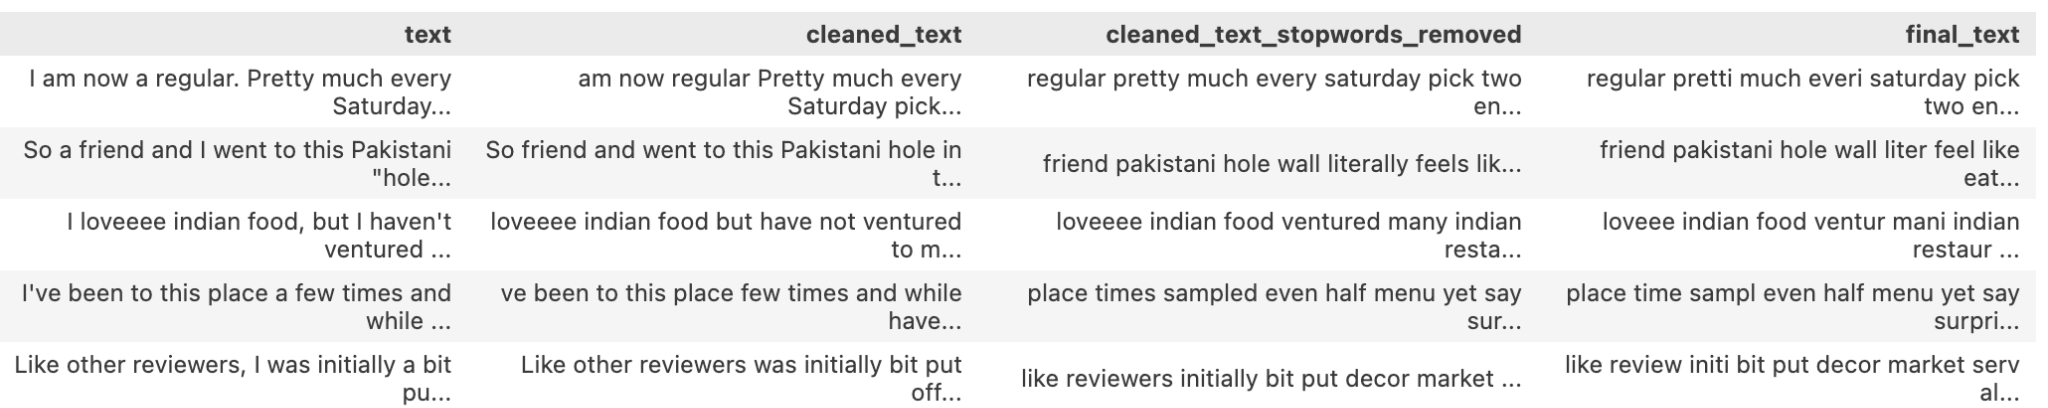 text cleaned_text cleaned_text_stopwords_removed final_text
I am now a regular. Pretty much every
Saturday...
am now regular Pretty much every
Saturday pick...
regular pretty much every saturday pick two
en...
regular pretti much everi saturday pick
two en...
So a friend and I went to this Pakistani
"hole...
So friend and went to this Pakistani hole in
t...
friend pakistani hole wall literally feels lik...
friend pakistani hole wall liter feel like
eat...
I loveeee indian food, but I haven't
ventured ...
loveeee indian food but have not ventured
to m...
loveeee indian food ventured many indian
resta...
loveee indian food ventur mani indian
restaur ...
I've been to this place a few times and
while ...
ve been to this place few times and while
have...
place times sampled even half menu yet say
sur...
place time sampl even half menu yet say
surpri...
Like other reviewers, I was initially a bit
pu...
Like other reviewers was initially bit put
off...
like reviewers initially bit put decor market ...
like review initi bit put decor market serv
al...